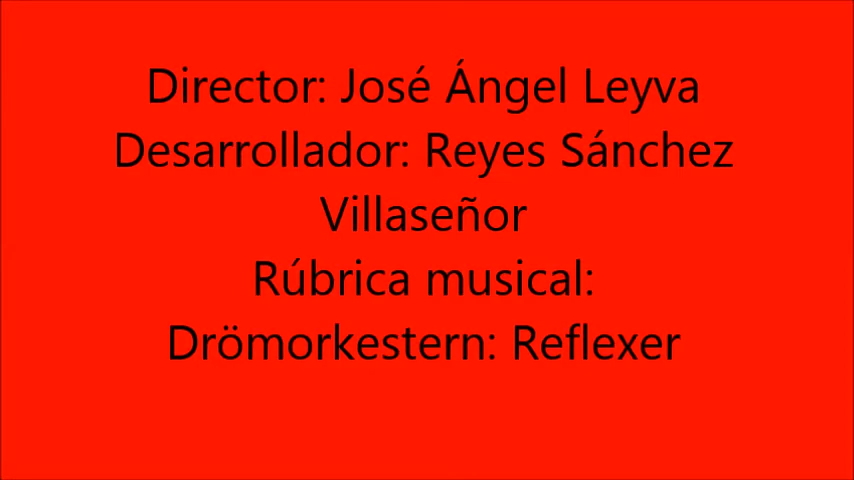 Director: José Ángel Leyva
Desarrollador: Reyes Sánchez
Villaseñor
Rúbrica musical:
Drömorkestern: Reflexer